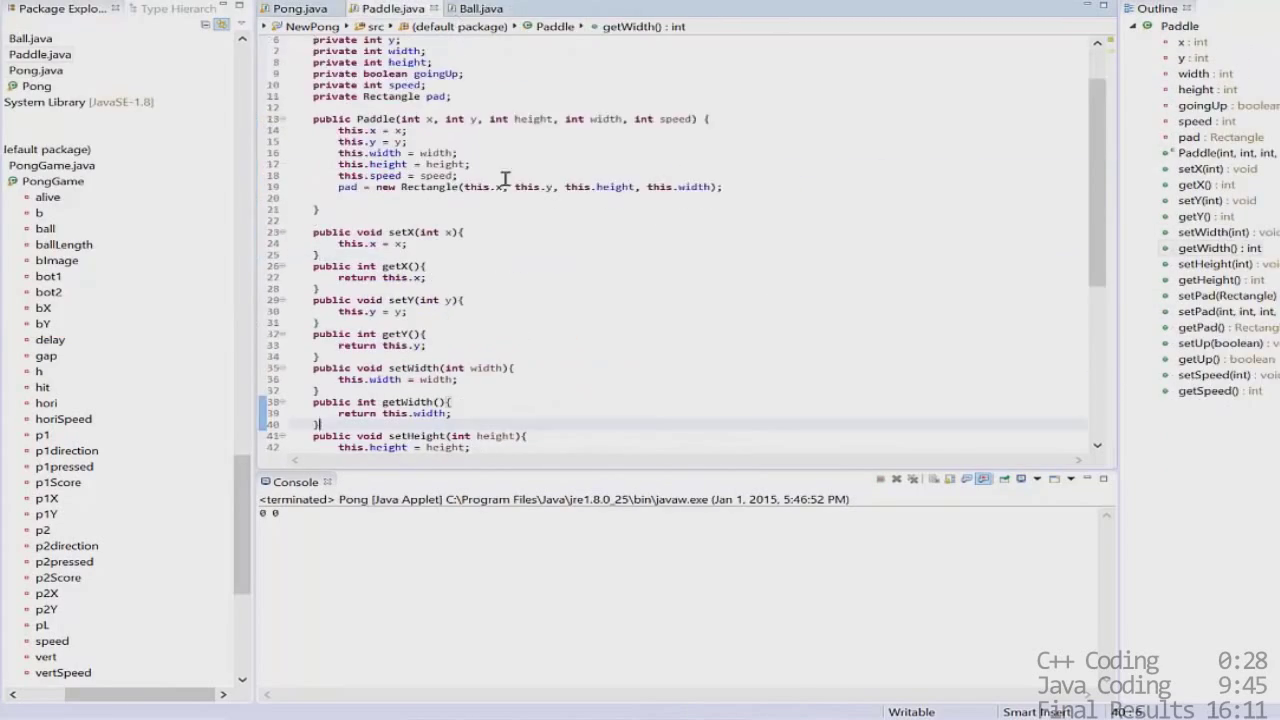 Package Explo...
Type Hierarch
Ball.java
Paddle.java
Pong.java
Pong
System Library [JavaSE-1.8]
(default package)
PongGame.java
PongGame
alive
b
ball
ballLength
bImage
bot1
bot2
bX
bY
delay
gap
h
hit
hori
horiSpeed
p1
p1direction
p1pressed
p1Score
p1X
p1Y
p2
p2direction
p2pressed
p2Score
p2X
p2Y
pL
speed
vert
vertSpeed
Pong.java
Paddle.java
Ball.java
NewPong src (default package) Paddle getWidth() : int
6 private int y;
7 private int width;
8 private int height;
9 private boolean goingUp;
10 private int speed;
11 private Rectangle pad;
12
13 public Paddle(int x, int y, int height, int width, int speed) {
14 this.x = x;
15 this.y = y;
16 this.width = width;
17 this.height = height;
18 this.speed = speed;
19 pad = new Rectangle(this.x, this.y, this.height, this.width);
20
21 }
22
23 public void setX(int x){
24 this.x = x;
25 }
26 public int getX(){
27 return this.x;
28 }
29 public void setY(int y){
30 this.y = y;
31 }
32 public int getY(){
33 return this.y;
34 }
35 public void setWidth(int width){
36 this.width = width;
37 }
38 public int getWidth(){
39 return this.width;
40 }
41 public void setHeight(int height){
42 this.height = height;
Console
<terminated> Pong [Java Applet] C:\Program Files\Java\jre1.8.0_25\bin\javaw.exe (Jan 1, 2015, 5:46:52 PM)
0 0
Outline
Paddle
x : int
y : int
width : int
height : int
goingUp : boolean
speed : int
pad : Rectangle
Paddle(int, int, int,
setX(int) : void
getX() : int
setY(int) : void
getY() : int
setWidth(int) : void
getWidth() : int
setHeight(int) : void
getHeight() : int
setPad(Rectangle)
setPad(int, int, int,
getPad() : Rectang
setUp(boolean) : void
getUp() : boolean
setSpeed(int) : void
getSpeed() : int
C++ Coding 0:28
Java Coding 9:45
Final Results 16:11
Writable
Smart Insert
40 : 6